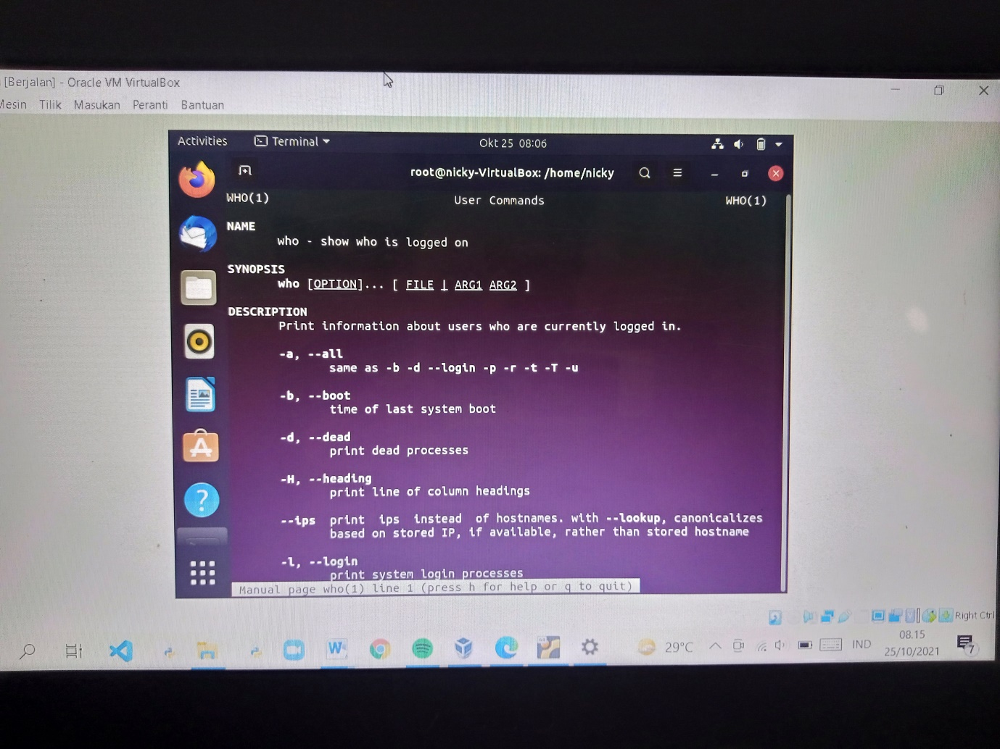 [Berjalan] - Oracle VM VirtualBox
Mesin Tilik Masukan Peranti Bantuan
Activities Terminal Okt 25 08:06
root@nicky-VirtualBox: /home/nicky
WHO(1) User Commands WHO(1)
NAME
who - show who is logged on
SYNOPSIS
who [OPTION]... [ FILE | ARG1 ARG2 ]
DESCRIPTION
Print information about users who are currently logged in.
-a, --all
same as -b -d --login -p -r -t -T -u
-b, --boot
time of last system boot
-d, --dead
print dead processes
-H, --heading
print line of column headings
--ips print ips instead of hostnames. with --lookup, canonicalizes
based on stored IP, if available, rather than stored hostname
-l, --login
print system login processes
Manual page who(1) line 1 (press h for help or q to quit)
Right Ctrl
29°C IND 08.15
25/10/2021 7